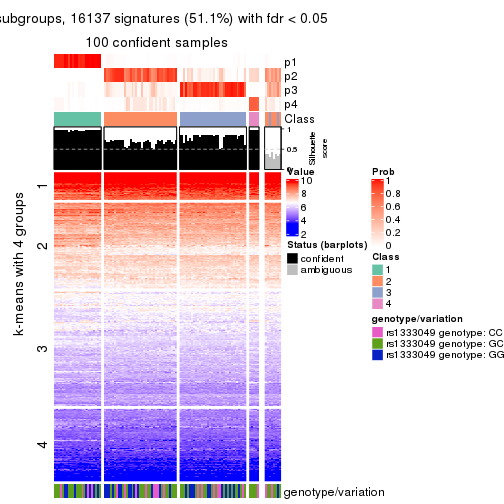 subgroups, 16137 signatures (51.1%) with fdr < 0.05
100 confident samples
p1
p2
p3
p4
Class
1
0.5
0
Silhouette
score
k-means with 4 groups
1
2
3
4
genotype/variation
Value
10
8
6
4
2
Status (barplots)
confident
ambiguous
Prob
1
0.8
0.6
0.4
0.2
0
Class
1
2
3
4
genotype/variation
rs1333049 genotype: CC
rs1333049 genotype: GC
rs1333049 genotype: GG